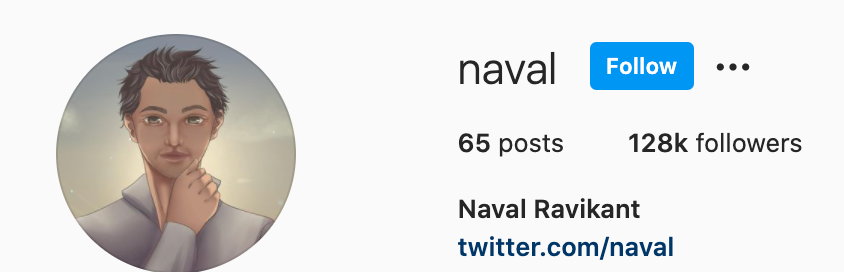 naval Follow •••
65 posts 128k followers
Naval Ravikant
twitter.com/naval